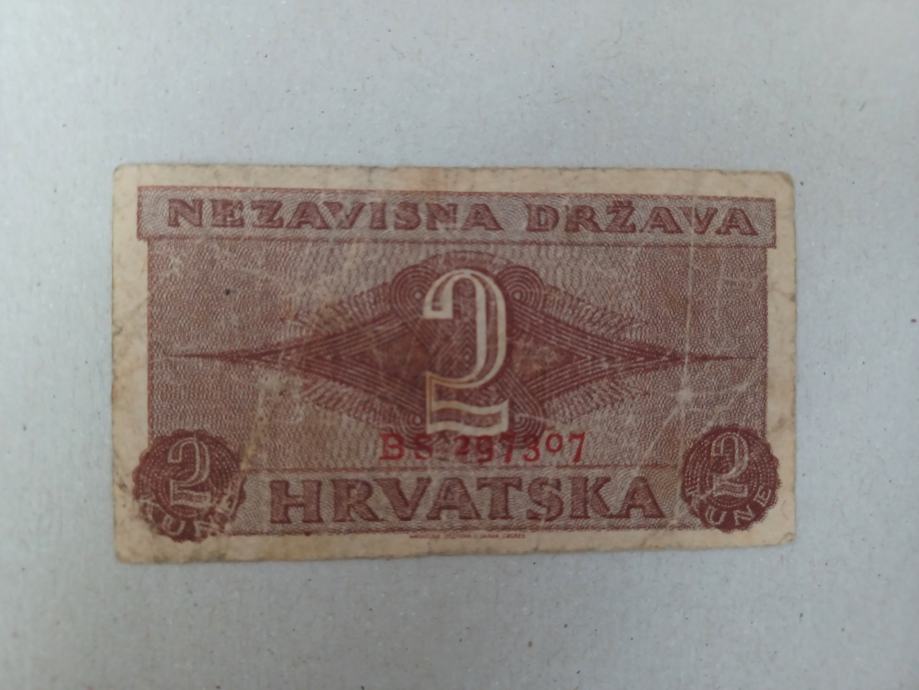 NEZAVISNA DRŽAVA
2
BS 297307
2 KUNE
HRVATSKA
2 KUNE